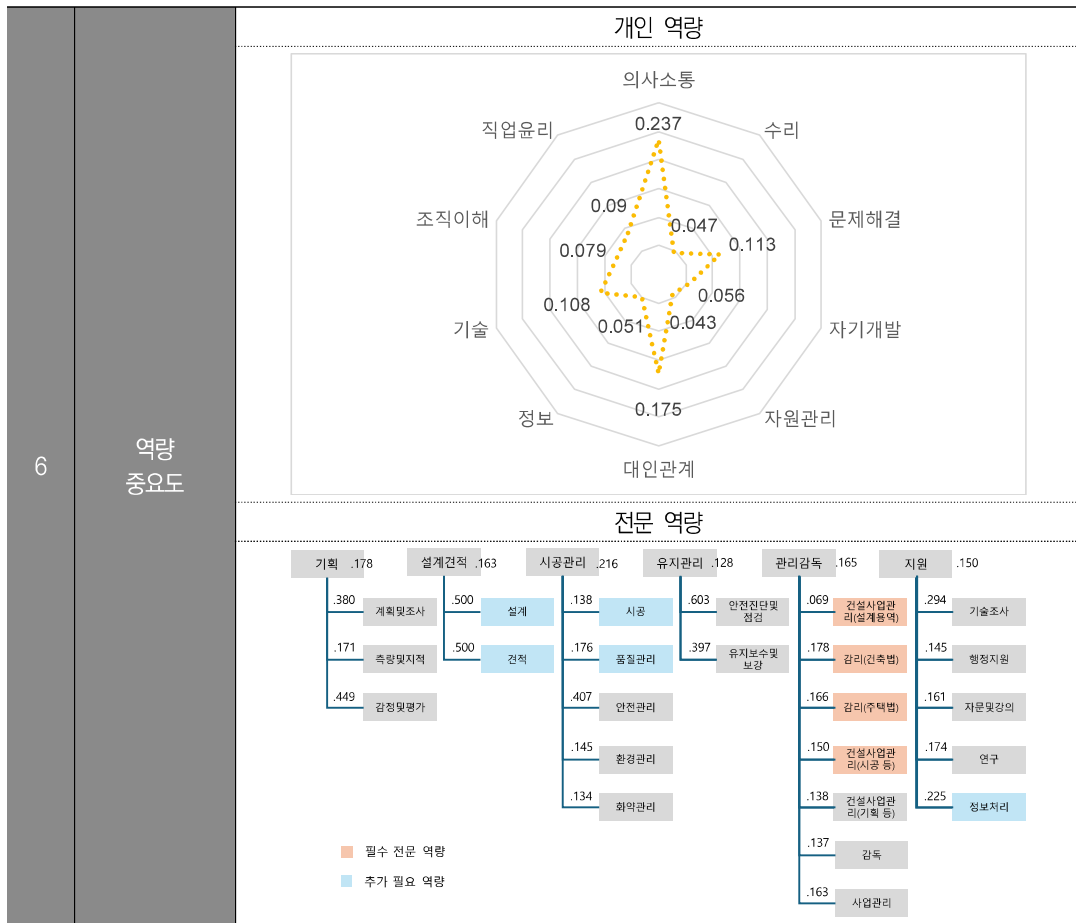 6
역량
중요도
개인 역량
의사소통
수리
문제해결
자기개발
자원관리
대인관계
정보
기술
조직이해
직업윤리
0.237
0.047
0.113
0.056
0.043
0.175
0.051
0.108
0.079
0.09
전문 역량
기획 .178
.380 계획및조사
.171 측량및지적
.449 감정및평가
설계견적 .163
.500 설계
.500 견적
시공관리 .216
.138 시공
.176 품질관리
.407 안전관리
.145 환경관리
.134 화약관리
유지관리 .128
.603 안전진단및
점검
.397 유지보수및
보강
관리감독 .165
.069 건설사업관
리(설계용역)
.178 감리(건축법)
.166 감리(주택법)
.150 건설사업관
리(시공 등)
.138 건설사업관
리(기획 등)
.137 감독
.163 사업관리
지원 .150
.294 기술조사
.145 행정지원
.161 자문및강의
.174 연구
.225 정보처리
필수 전문 역량
추가 필요 역량